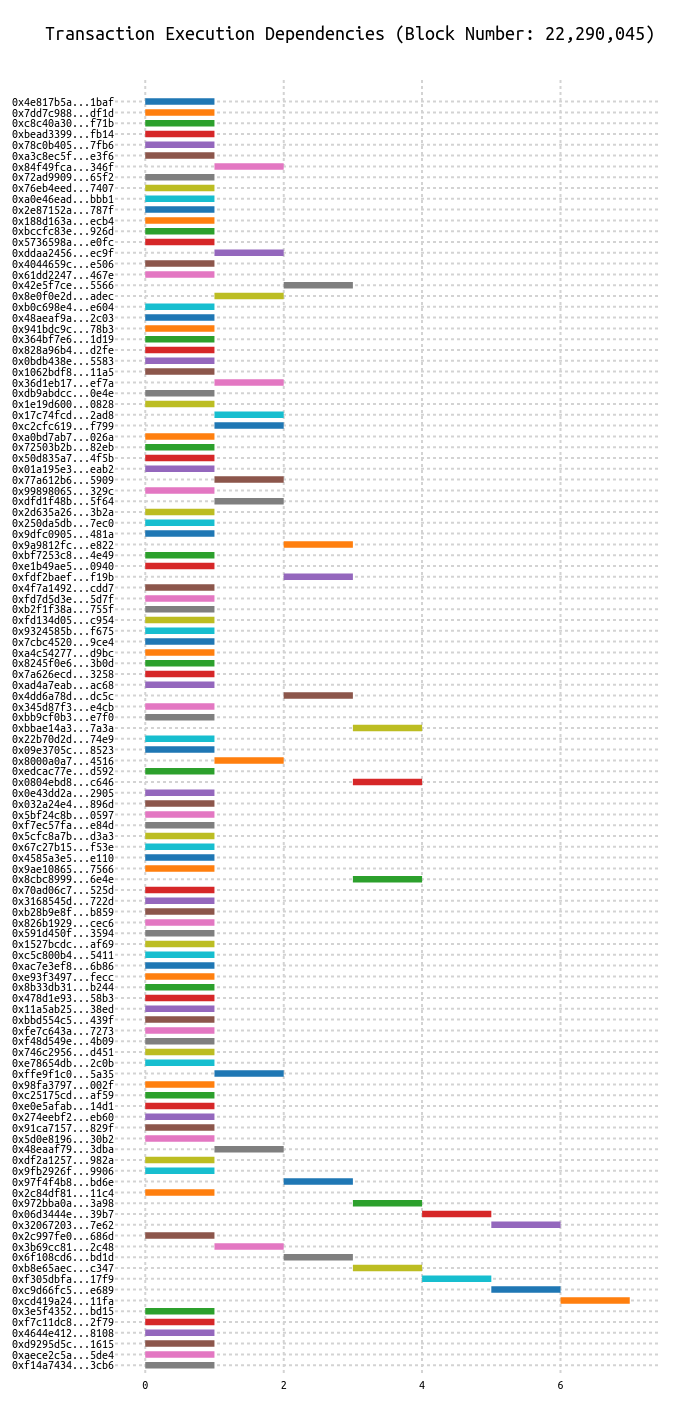 Transaction Execution Dependencies (Block Number: 22,290,045)
0x4e817b5a...1baf
0x7dd7c988...df1d
0xc8c40a30...f71b
0xbead3399...fb14
0x78c0b405...7fb6
0xa3c8ec5f...e3f6
0x84f49fca...346f
0x72ad9909...65f2
0x76eb4eed...7407
0xa0e46ead...bbb1
0x2e87152a...787f
0x188d163a...ecb4
0xbccfc83e...926d
0x5736598a...e0fc
0xddaa2456...ec9f
0x4044659c...e506
0x61dd2247...467e
0x42e5f7ce...5566
0x8e0f0e2d...adec
0xb0c698e4...e604
0x48aeaf9a...2c03
0x941bdc9c...78b3
0x364bf7e6...1d19
0x828a96b4...d2fe
0x0bdb438e...5583
0x1062bdf8...11a5
0x36d1eb17...ef7a
0xdb9abdcc...0e4e
0x1e19d600...0828
0x17c74fcd...2ad8
0xc2cfc619...f799
0xa0bd7ab7...026a
0x72503b2b...82eb
0x50d835a7...4f5b
0x01a195e3...eab2
0x77a612b6...5909
0x99898065...329c
0xdfd1f48b...5f64
0x2d635a26...3b2a
0x250da5db...7ec0
0x9dfc0905...481a
0x9a9812fc...e822
0xbf7253c8...4e49
0xe1b49ae5...0940
0xfdf2baef...f19b
0x4f7a1492...cdd7
0xfd7d5d3e...5d7f
0xb2f1f38a...755f
0xfd134d05...c954
0x9324585b...f675
0x7cbc4520...9ce4
0xa4c54277...d9bc
0x8245f0e6...3b0d
0x7a626ecd...3258
0xad4a7eab...ac68
0x4dd6a78d...dc5c
0x345d87f3...e4cb
0xbb9cf0b3...e7f0
0xbbae14a3...7a3a
0x22b70d2d...74e9
0x09e3705c...8523
0x8000a0a7...4516
0xedcac77e...d592
0x0804ebd8...c646
0x0e43dd2a...2905
0x032a24e4...896d
0x5bf24c8b...0597
0xf7ec57fa...e84d
0x5cfc8a7b...d3a3
0x67c27b15...f53e
0x4585a3e5...e110
0x9ae10865...7566
0x8cbc8999...6e4e
0x70ad06c7...525d
0x3168545d...722d
0xb28b9e8f...b859
0x826b1929...cec6
0x591d450f...3594
0x1527bcdc...af69
0xc5c800b4...5411
0xac7e3ef8...6b86
0xe93f3497...fecc
0x8b33db31...b244
0x478d1e93...58b3
0x11a5ab25...38ed
0xbbd554c5...439f
0xfe7c643a...7273
0xf48d549e...4b09
0x746c2956...d451
0xe78654db...2c0b
0xffe9f1c0...5a35
0x98fa3797...002f
0xc25175cd...af59
0xe0e5afab...14d1
0x274eebf2...eb60
0x91ca7157...829f
0x5d0e8196...30b2
0x48eaaf79...3dba
0xdf2a1257...982a
0x9fb2926f...9906
0x97f4f4b8...bd6e
0x2c84df81...11c4
0x972bba0a...3a98
0x06d3444e...39b7
0x32067203...7e62
0x2c997fe0...686d
0x3b69cc81...2c48
0x6f108cd6...bd1d
0xb8e65aec...c347
0xf305dbfa...17f9
0xc9d66fc5...e689
0xcd419a24...11fa
0x3e5f4352...bd15
0xf7c11dc8...2f79
0x4644e412...8108
0xd9295d5c...1615
0xaece2c5a...5de4
0xf14a7434...3cb6
0 2 4 6